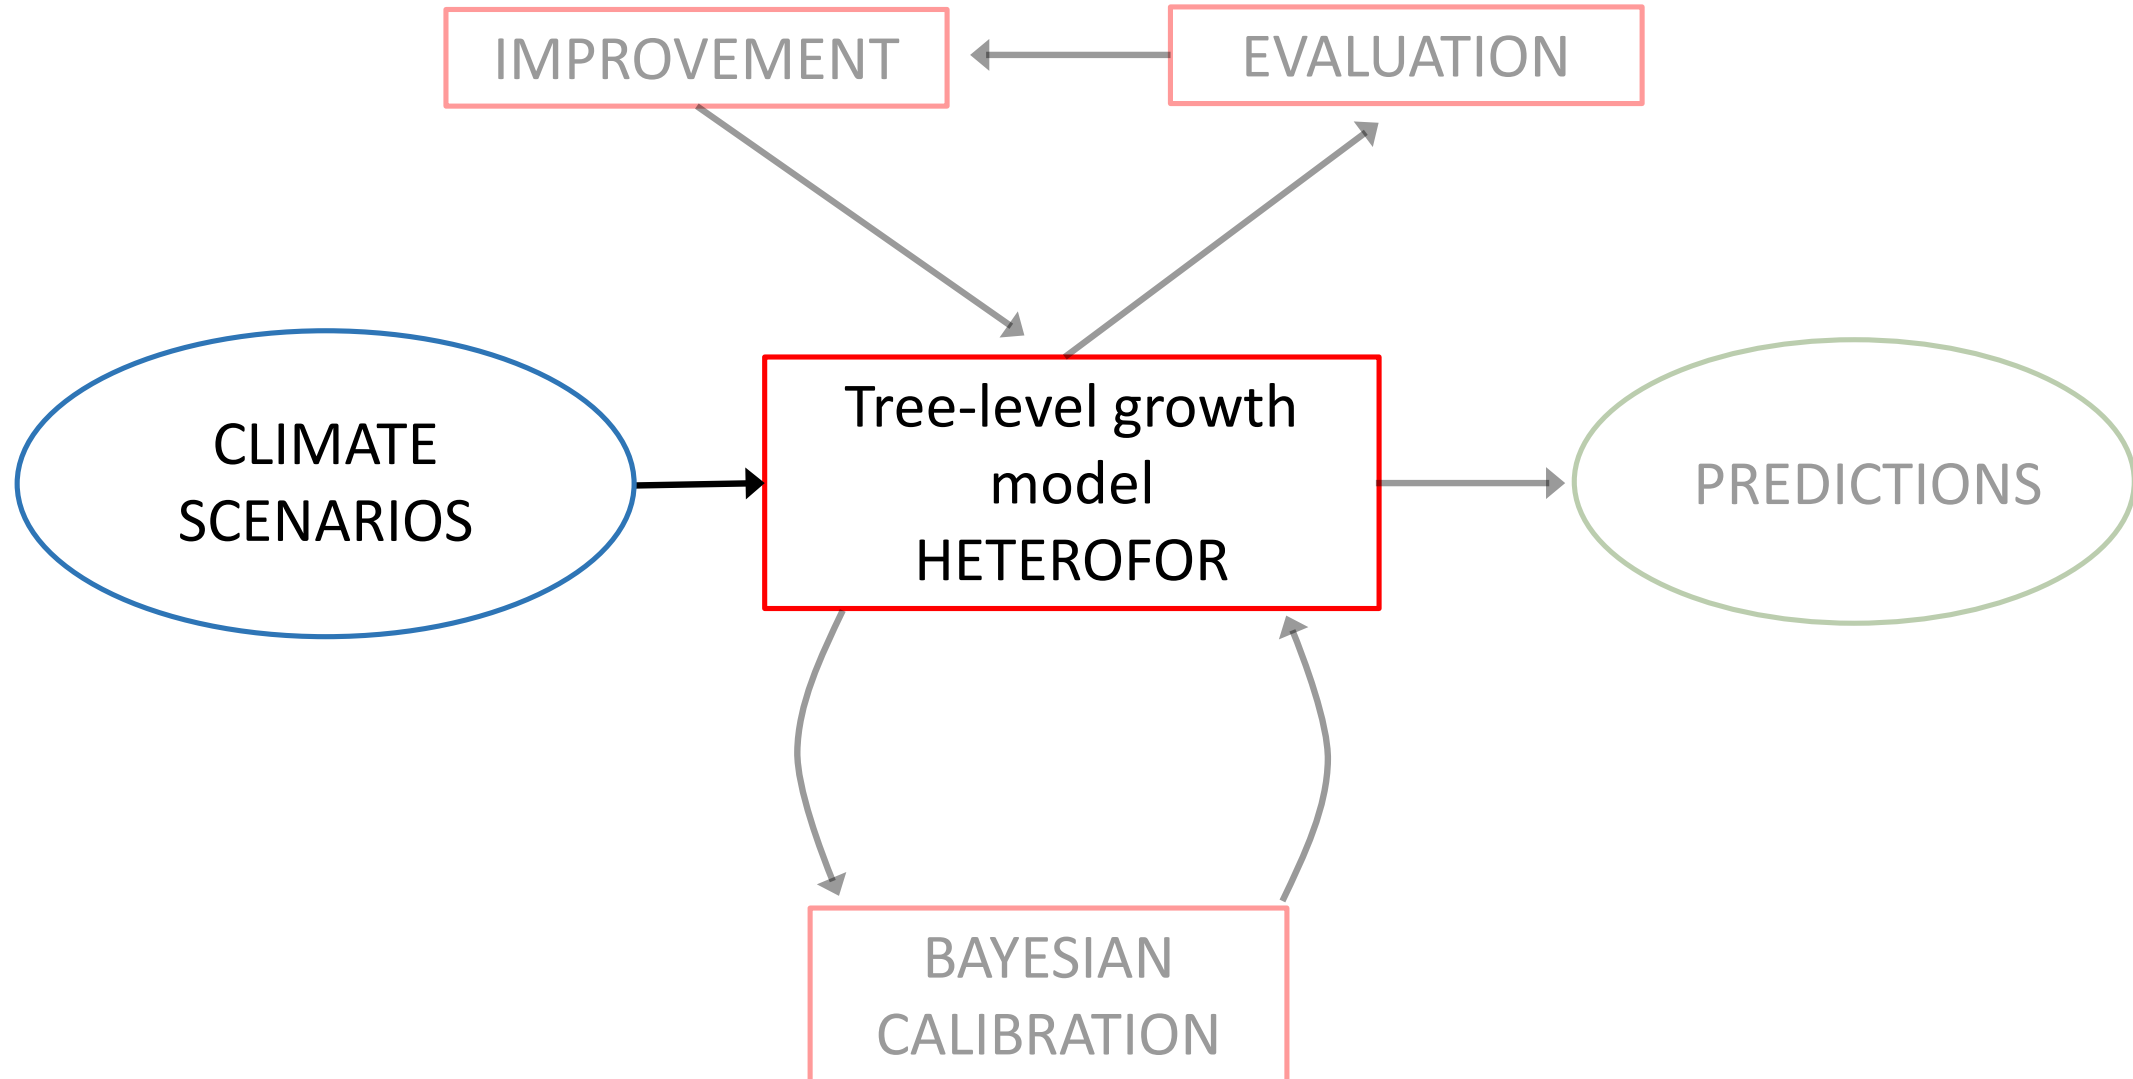 IMPROVEMENT
EVALUATION
CLIMATE
SCENARIOS
Tree-level growth
model
HETEROFOR
PREDICTIONS
BAYESIAN
CALIBRATION